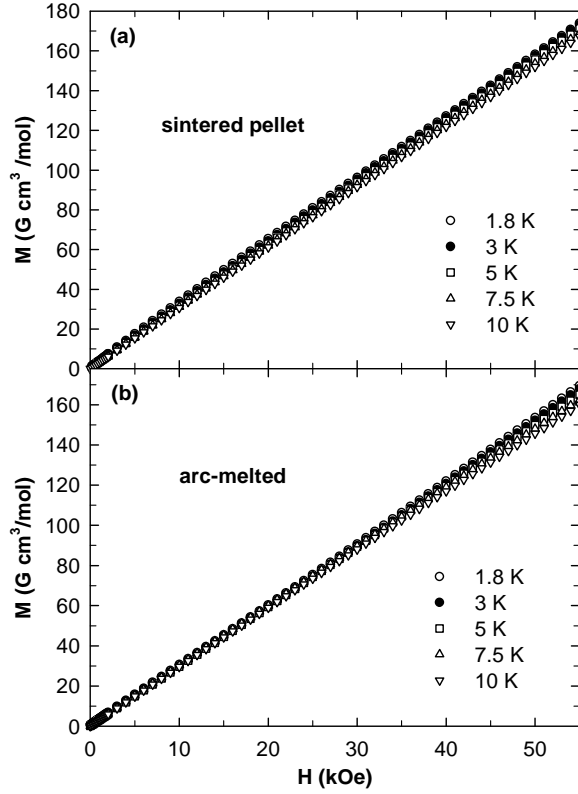 180
(a)
160
sintered pellet
140
120
100
M (G cm³ /mol)
80
1.8 K
60
3 K
5 K
40
7.5 K
20
10 K
0
(b)
160
140
arc-melted
120
100
M (G cm³/mol)
80
1.8 K
60
3 K
5 K
40
7.5 K
20
10 K
0
0 10 20 30 40 50
H (kOe)